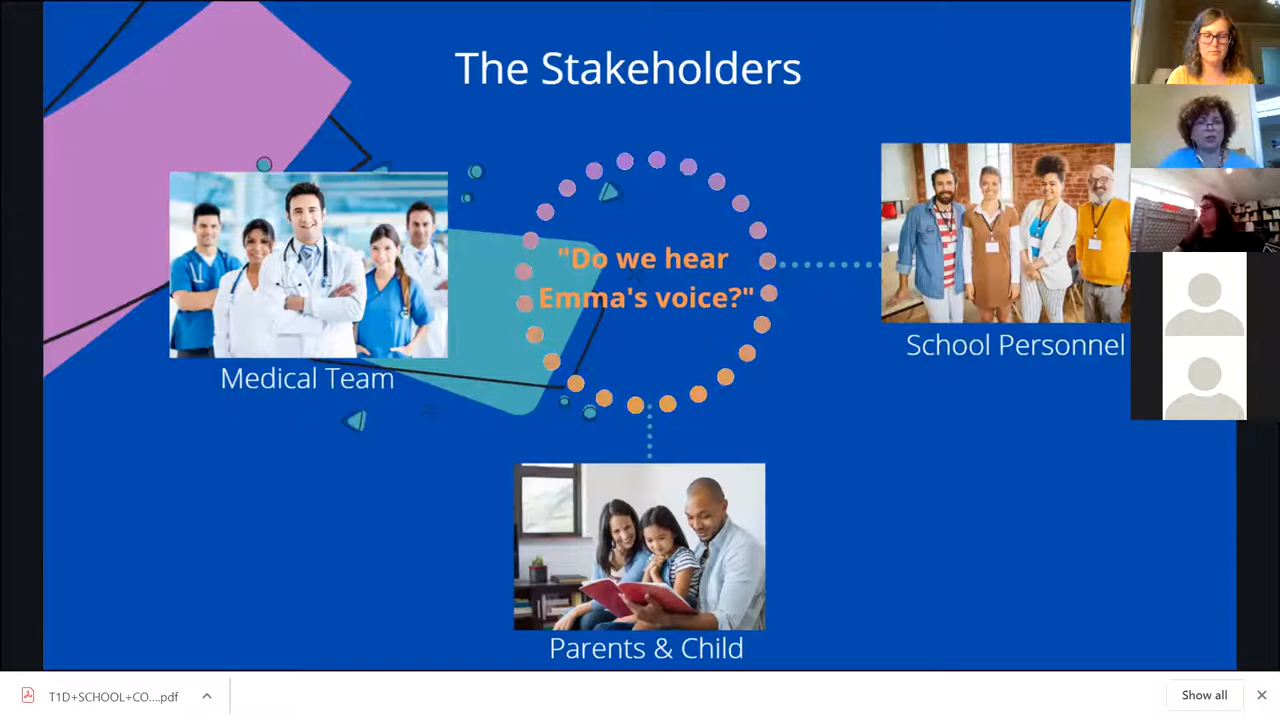 The Stakeholders
"Do we hear
Emma's voice?"
Medical Team
School Personnel
Parents & Child
T1D+SCHOOL+CO....pdf
Show all